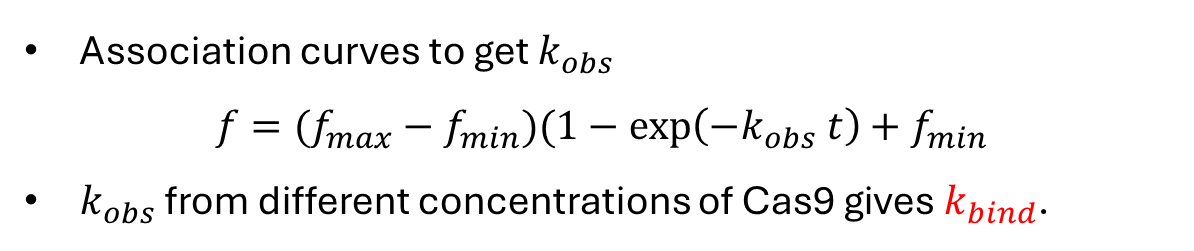 • Association curves to get k_obs
f = (f_max − f_min)(1 − exp(−k_obs t) + f_min
• k_obs from different concentrations of Cas9 gives k_bind.